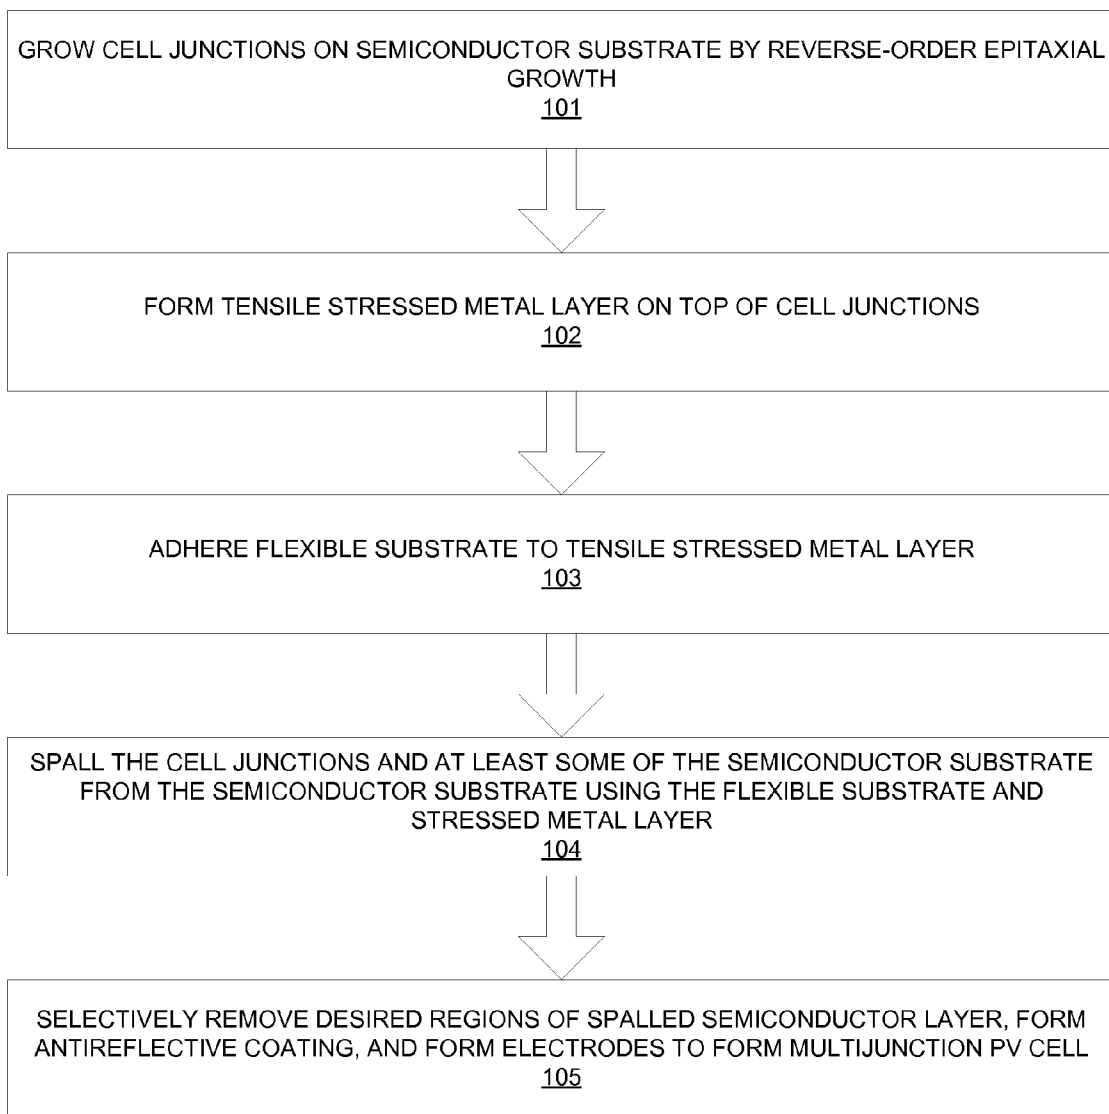 GROW CELL JUNCTIONS ON SEMICONDUCTOR SUBSTRATE BY REVERSE-ORDER EPITAXIAL
GROWTH
101
FORM TENSILE STRESSED METAL LAYER ON TOP OF CELL JUNCTIONS
102
ADHERE FLEXIBLE SUBSTRATE TO TENSILE STRESSED METAL LAYER
103
SPALL THE CELL JUNCTIONS AND AT LEAST SOME OF THE SEMICONDUCTOR SUBSTRATE
FROM THE SEMICONDUCTOR SUBSTRATE USING THE FLEXIBLE SUBSTRATE AND
STRESSED METAL LAYER
104
SELECTIVELY REMOVE DESIRED REGIONS OF SPALLED SEMICONDUCTOR LAYER, FORM
ANTIREFLECTIVE COATING, AND FORM ELECTRODES TO FORM MULTIJUNCTION PV CELL
105